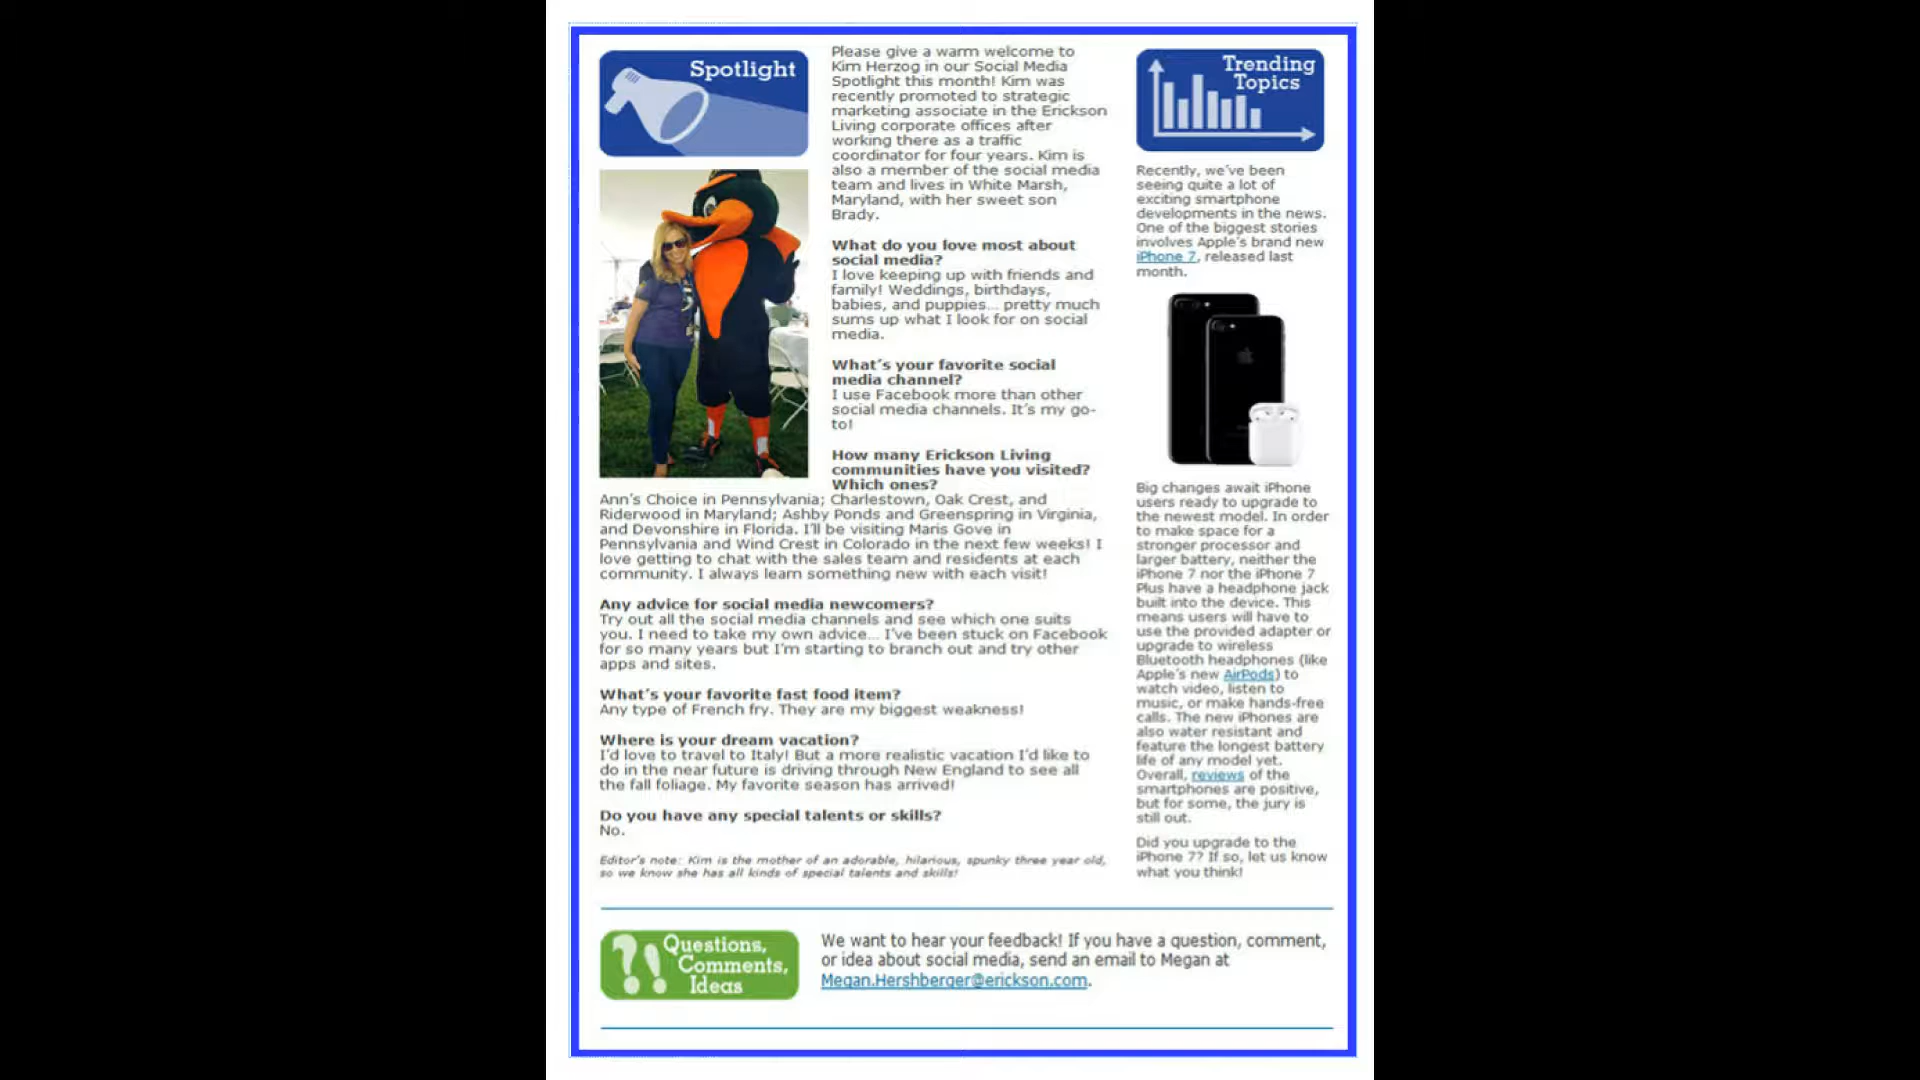 Spotlight
Please give a warm welcome to
Kim Herzog in our Social Media
Spotlight this month! Kim was
recently promoted to strategic
marketing associate in the Erickson
Living corporate offices after
working there as a traffic
coordinator for four years. Kim is
also a member of the social media
team and lives in White Marsh,
Maryland, with her sweet son
Brady.
What do you love most about
social media?
I love keeping up with friends and
family! Weddings, birthdays,
babies, and puppies... pretty much
sums up what I look for on social
media.
What's your favorite social
media channel?
I use Facebook more than other
social media channels. It's my go-
to!
How many Erickson Living
communities have you visited?
Which ones?
Ann's Choice in Pennsylvania; Charlestown, Oak Crest, and
Riderwood in Maryland; Ashby Ponds and Greenspring in Virginia,
and Devonshire in Florida. I'll be visiting Maris Gove in
Pennsylvania and Wind Crest in Colorado in the next few weeks! I
love getting to chat with the sales team and residents at each
community. I always learn something new with each visit!
Any advice for social media newcomers?
Try out all the social media channels and see which one suits
you. I need to take my own advice... I've been stuck on Facebook
for so many years but I'm starting to branch out and try other
apps and sites.
What's your favorite fast food item?
Any type of French fry. They are my biggest weakness!
Where is your dream vacation?
I'd love to travel to Italy! But a more realistic vacation I'd like to
do in the near future is driving through New England to see all
the fall foliage. My favorite season has arrived!
Do you have any special talents or skills?
No.
Editor's note: Kim is the mother of an adorable, hilarious, spunky three year old,
so we know she has all kinds of special talents and skills!
Trending
Topics
Recently, we've been
seeing quite a lot of
exciting smartphone
developments in the news.
One of the biggest stories
involves Apple's brand new
iPhone 7, released last
month.
Big changes await iPhone
users ready to upgrade to
the newest model. In order
to make space for a
stronger processor and
larger battery, neither the
iPhone 7 nor the iPhone 7
Plus have a headphone jack
built into the device. This
means users will have to
use the provided adapter or
upgrade to wireless
Bluetooth headphones (like
Apple's new AirPods) to
watch video, listen to
music, or make hands-free
calls. The new iPhones are
also water resistant and
feature the longest battery
life of any model yet.
Overall, reviews of the
smartphones are positive,
but for some, the jury is
still out.
Did you upgrade to the
iPhone 7? If so, let us know
what you think!
?! Questions,
Comments,
Ideas
We want to hear your feedback! If you have a question, comment,
or idea about social media, send an email to Megan at
Megan.Hershberger@erickson.com.